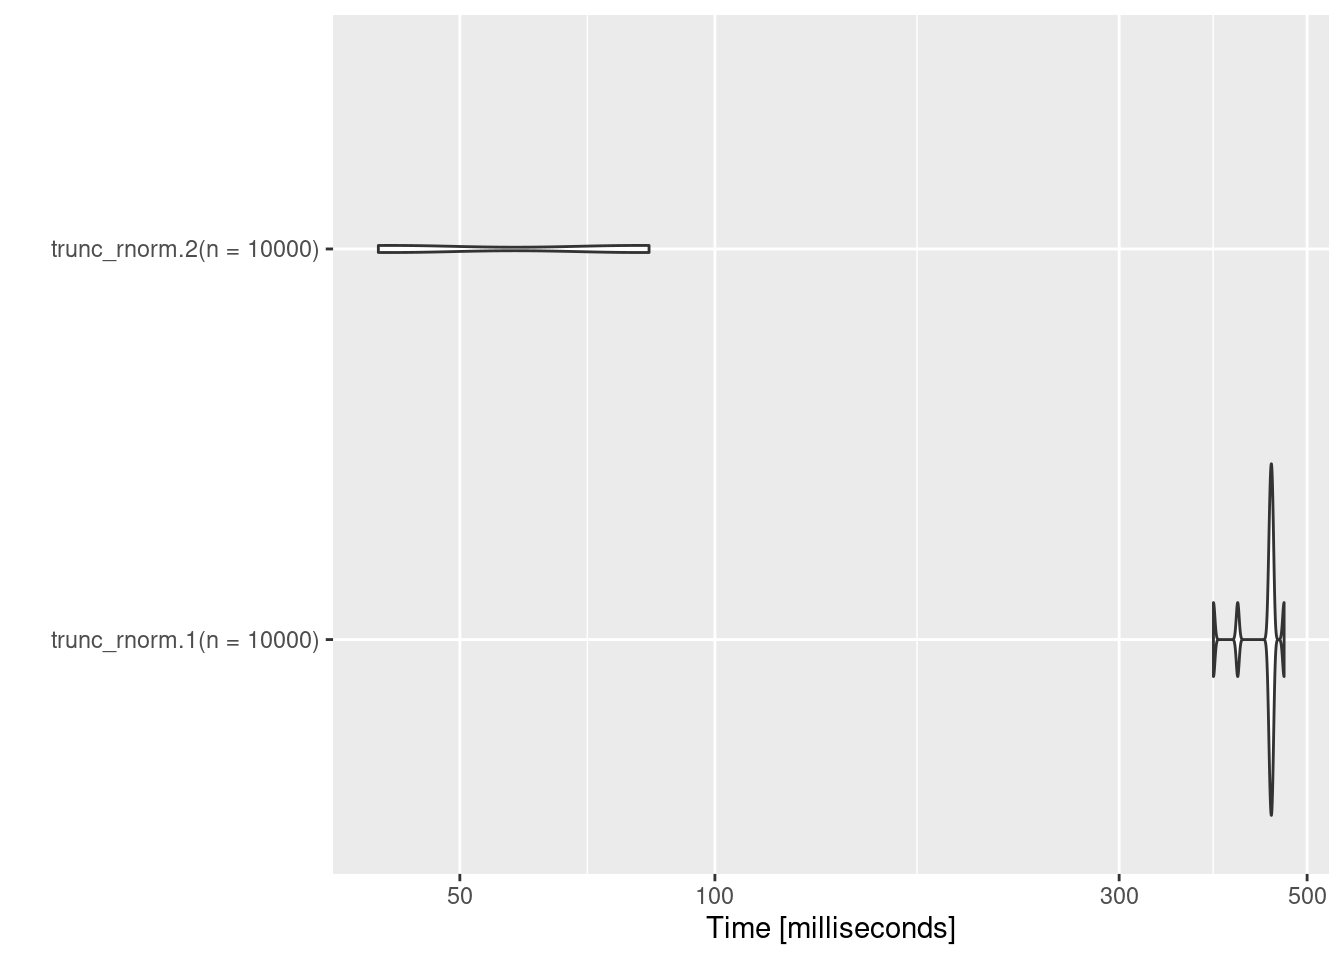 trunc_rnorm.2(n = 10000)
trunc_rnorm.1(n = 10000)
50 100 300 500
Time [milliseconds]